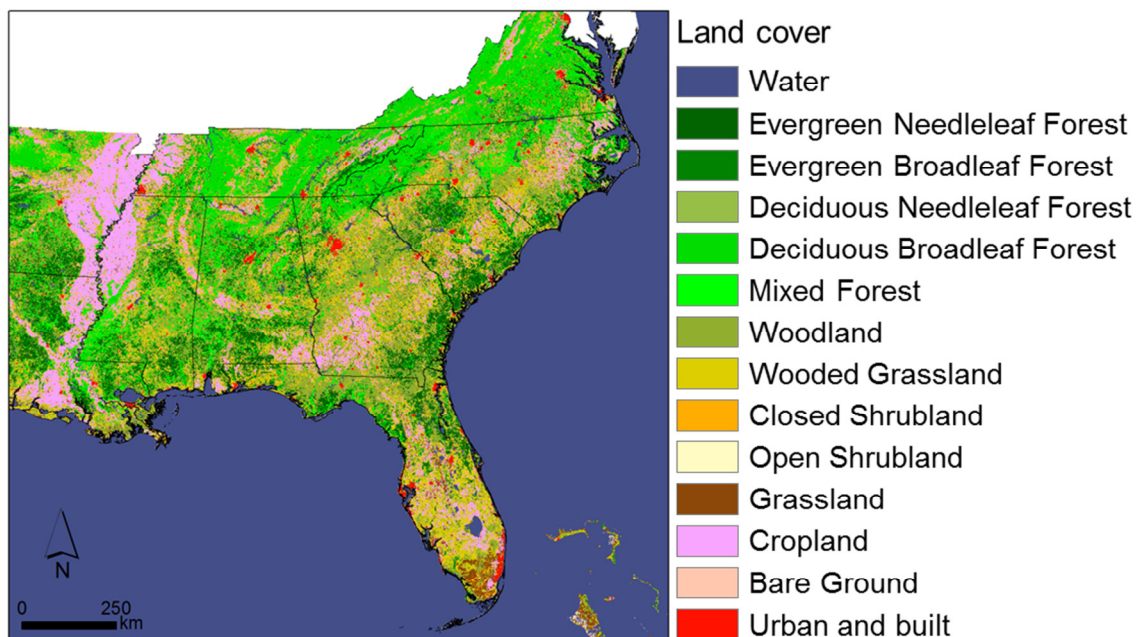 Land cover
Water
Evergreen Needleleaf Forest
Evergreen Broadleaf Forest
Deciduous Needleleaf Forest
Deciduous Broadleaf Forest
Mixed Forest
Woodland
Wooded Grassland
Closed Shrubland
Open Shrubland
Grassland
Cropland
Bare Ground
Urban and built
N
0 250
km